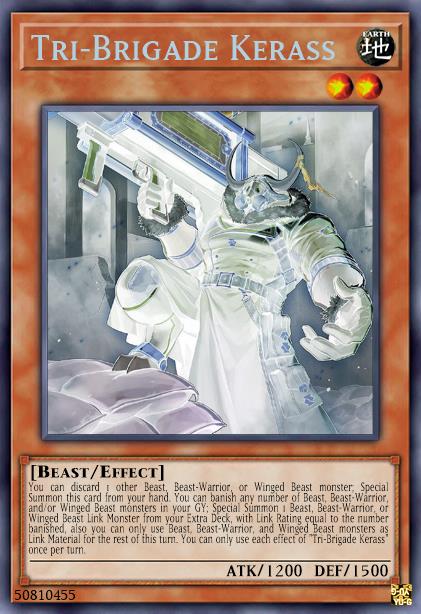 TRI-BRIGADE KERASS
EARTH
地
[BEAST/EFFECT]
You can discard 1 other Beast, Beast-Warrior, or Winged Beast monster; Special
Summon this card from your hand. You can banish any number of Beast, Beast-Warrior,
and/or Winged Beast monsters in your GY; Special Summon 1 Beast, Beast-Warrior, or
Winged Beast Link Monster from your Extra Deck, with Link Rating equal to the number
banished, also you can only use Beast, Beast-Warrior, and Winged Beast monsters as
Link Material for the rest of this turn. You can only use each effect of "Tri-Brigade Kerass"
once per turn.
ATK/1200 DEF/1500
50810455